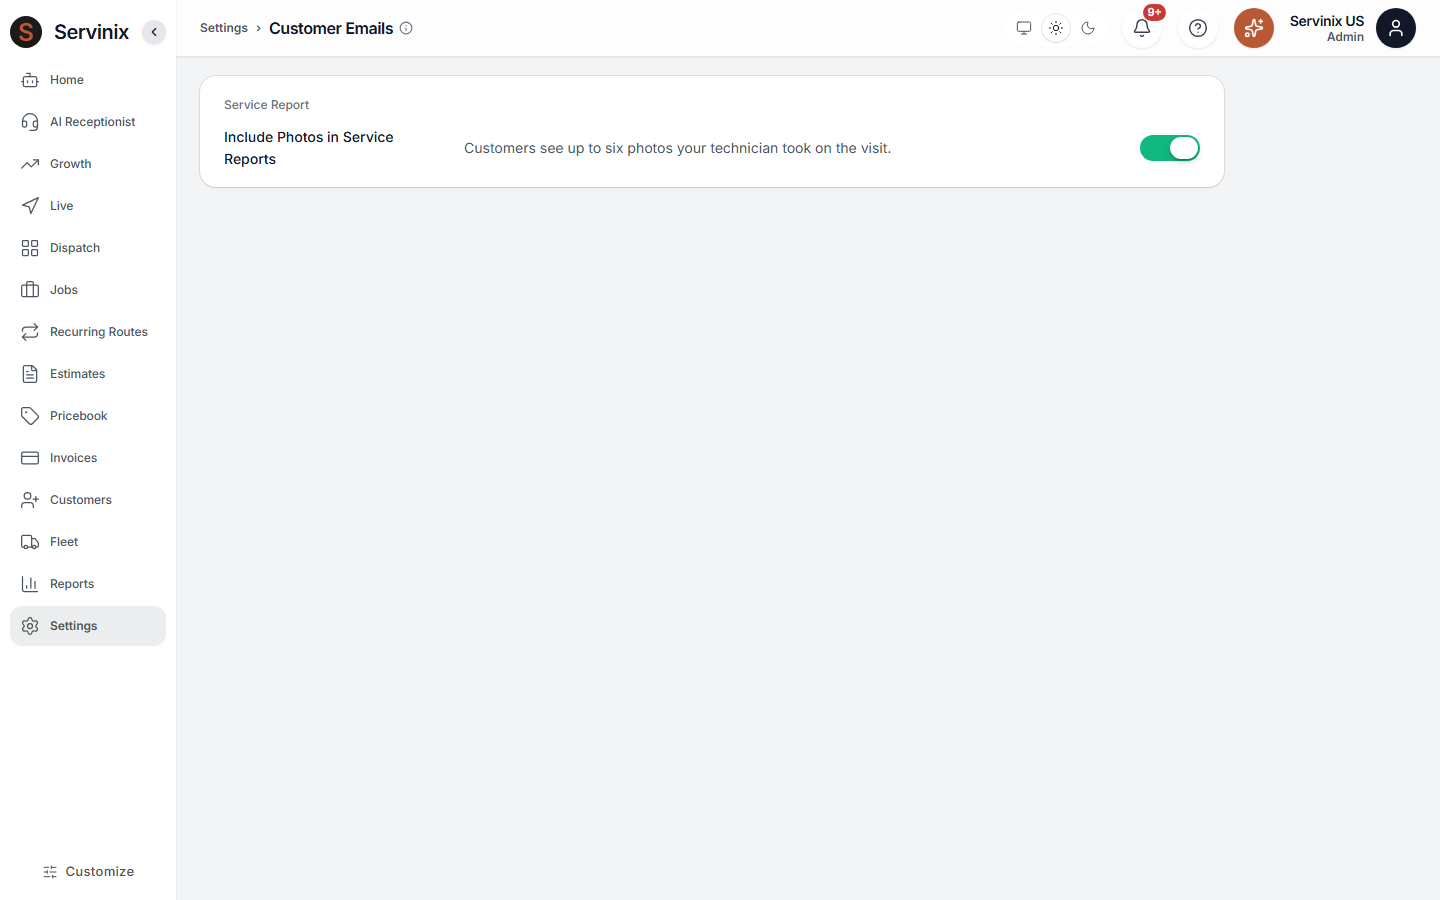 Servinix
Home
AI Receptionist
Growth
Live
Dispatch
Jobs
Recurring Routes
Estimates
Pricebook
Invoices
Customers
Fleet
Reports
Settings
Customize
Settings › Customer Emails
9+
Servinix US
Admin
Service Report
Include Photos in Service
Reports
Customers see up to six photos your technician took on the visit.